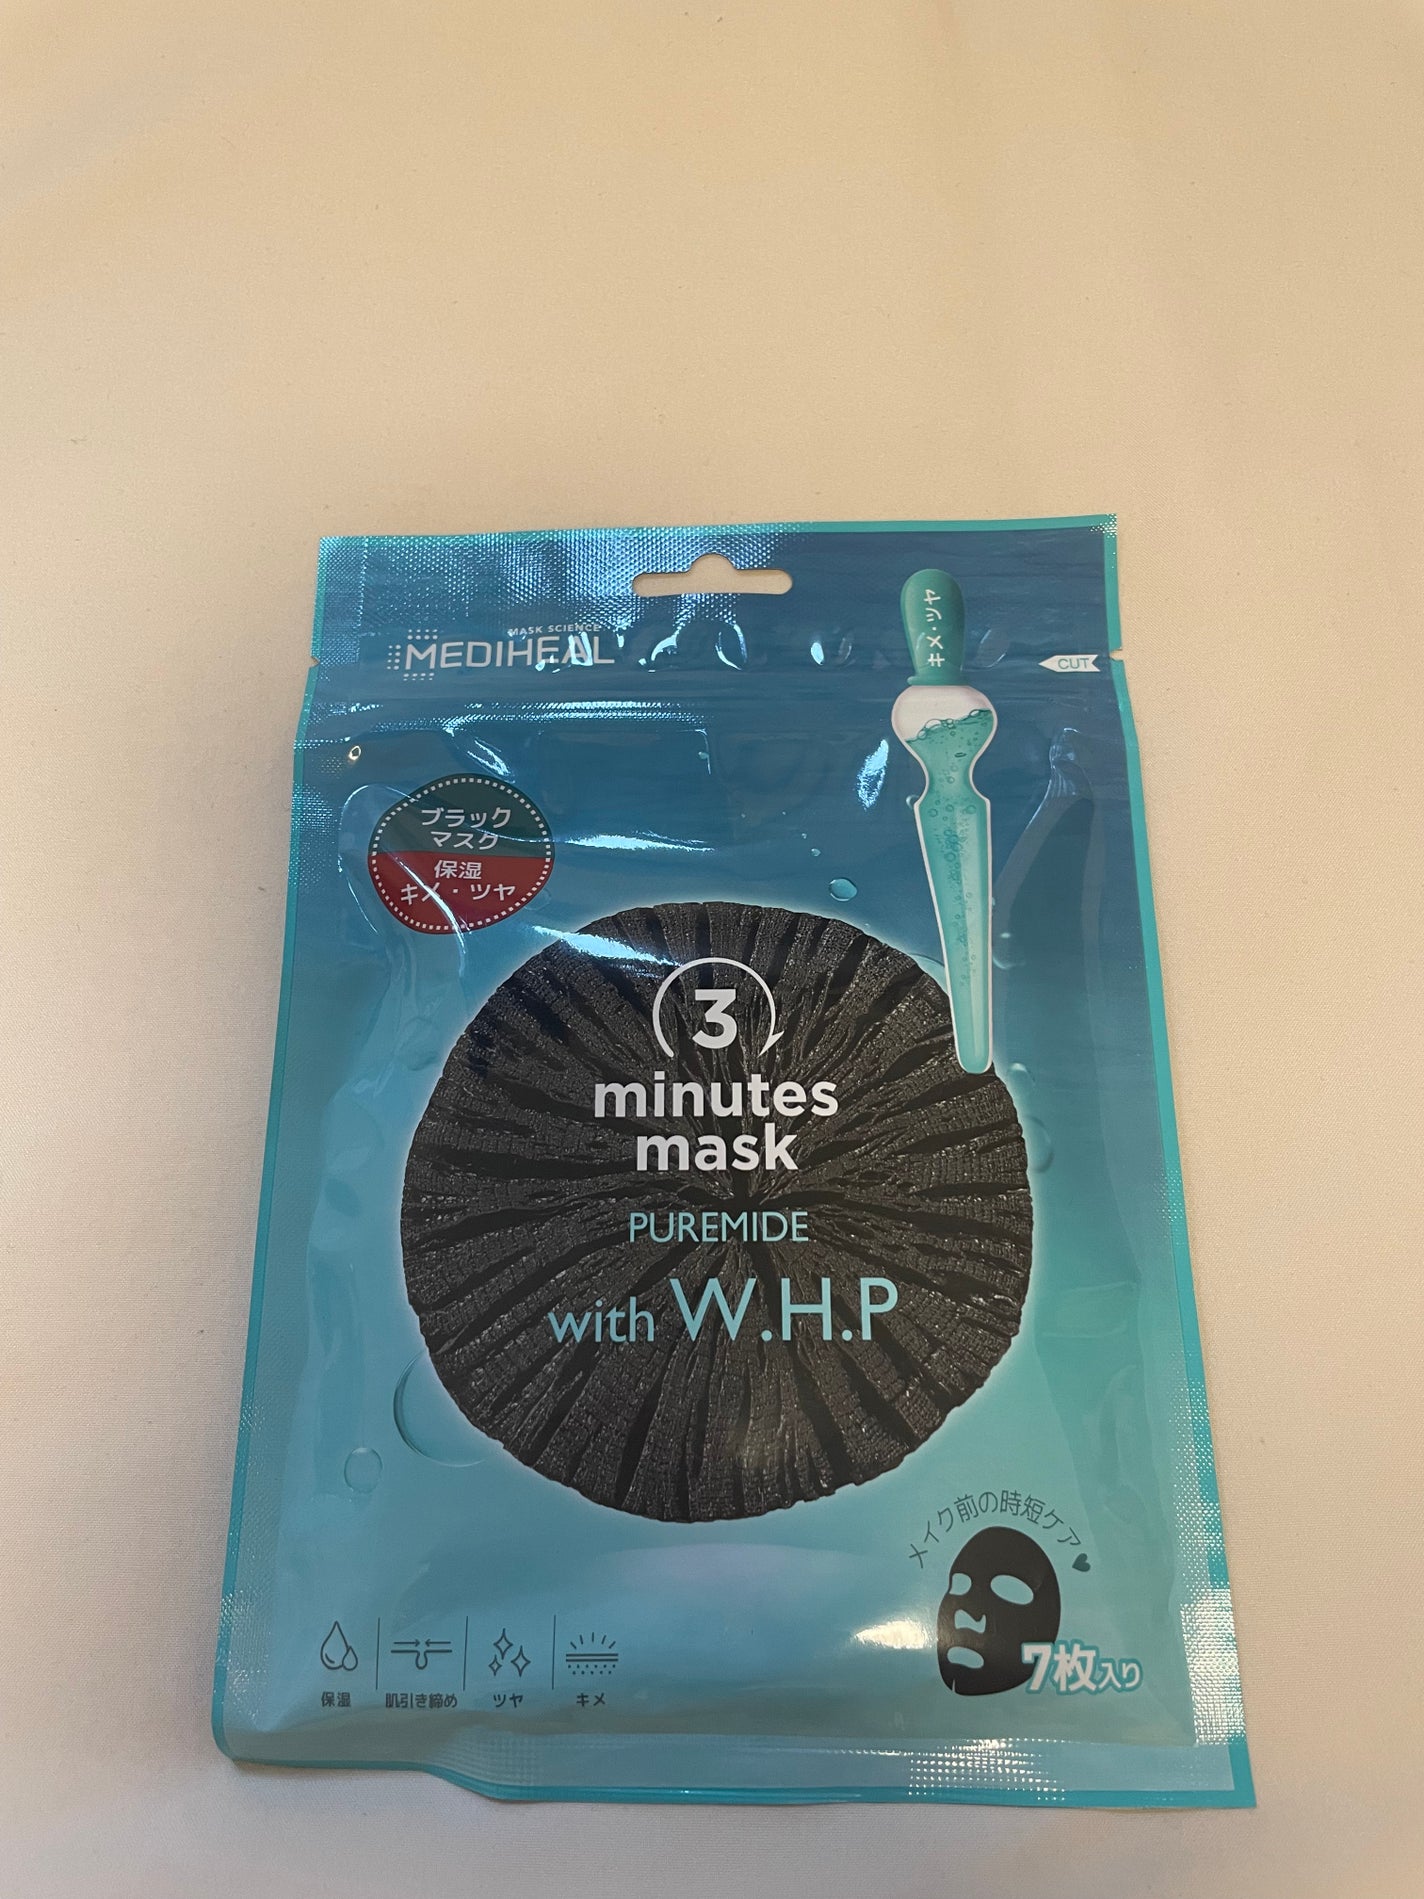 MASK SCIENCE
MEDIHEAL
キメ・ツヤ
CUT
ブラック
マスク
保湿
キメ・ツヤ
3
minutes
mask
PUREMIDE
with W.H.P
メイク前の時短ケア
7枚入り
保湿
肌引き締め
ツヤ
キメ